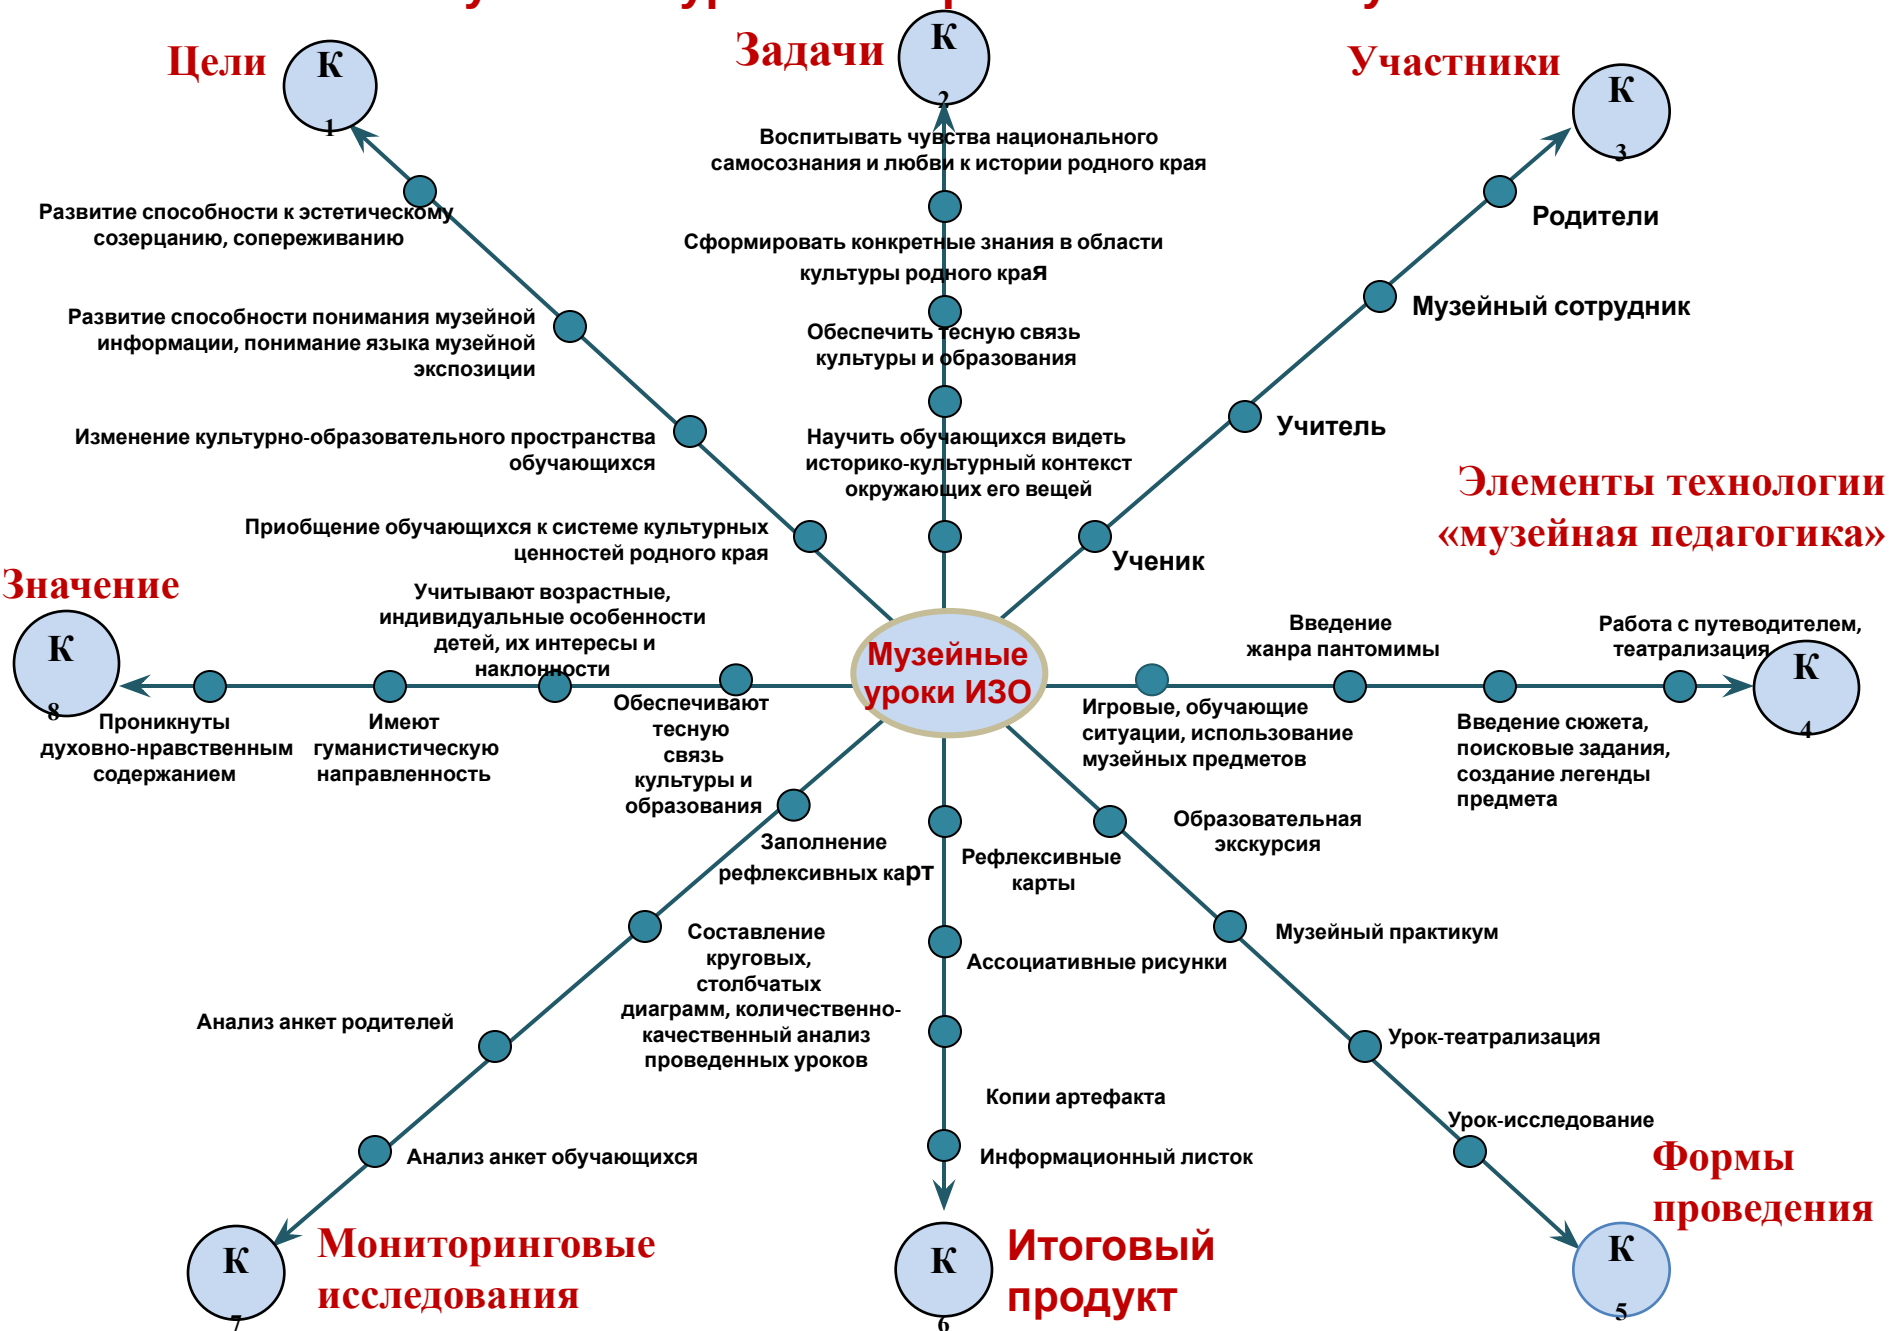 Цели
К
1
Развитие способности к эстетическому
созерцанию, сопереживанию
Развитие способности понимания музейной
информации, понимание языка музейной
экспозиции
Изменение культурно-образовательного пространства
обучающихся
Приобщение обучающихся к системе культурных
ценностей родного края
Задачи
К
2
Воспитывать чувства национального
самосознания и любви к истории родного края
Сформировать конкретные знания в области
культуры родного края
Обеспечить тесную связь
культуры и образования
Научить обучающихся видеть
историко-культурный контекст
окружающих его вещей
Участники
К
3
Родители
Музейный сотрудник
Учитель
Ученик
Элементы технологии
«музейная педагогика»
Введение
жанра пантомимы
Работа с путеводителем,
театрализация
К
4
Игровые, обучающие
ситуации, использование
музейных предметов
Введение сюжета,
поисковые задания,
создание легенды
предмета
Музейные
уроки ИЗО
Значение
К
8
Учитывают возрастные,
индивидуальные особенности
детей, их интересы и
наклонности
Проникнуты
духовно-нравственным
содержанием
Имеют
гуманистическую
направленность
Обеспечивают
тесную
связь
культуры и
образования
Заполнение
рефлексивных карт
Составление
круговых,
столбчатых
диаграмм, количественно-
качественный анализ
проведенных уроков
Анализ анкет родителей
Анализ анкет обучающихся
К
7
Мониторинговые
исследования
Рефлексивные
карты
Ассоциативные рисунки
Копии артефакта
Информационный листок
К
6
Итоговый
продукт
Образовательная
экскурсия
Музейный практикум
Урок-театрализация
Урок-исследование
Формы
проведения
К
5